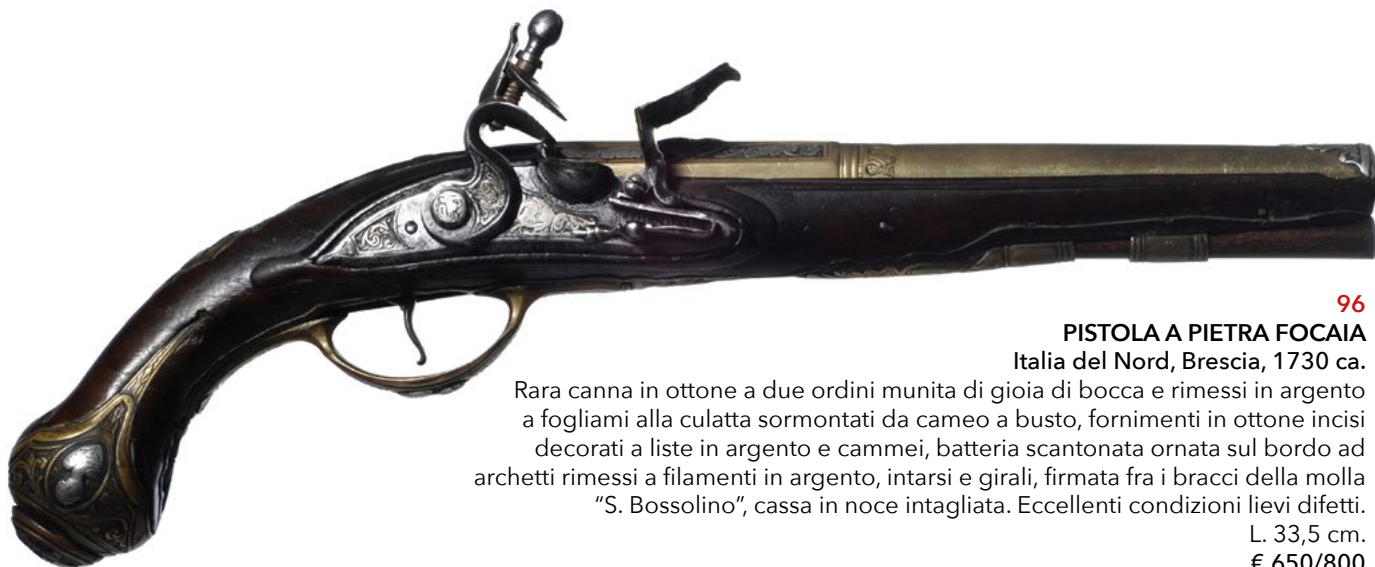 96
PISTOLA A PIETRA FOCAIA
Italia del Nord, Brescia, 1730 ca.
Rara canna in ottone a due ordini munita di gioia di bocca e rimessi in argento
a fogliami alla culatta sormontati da cameo a busto, fornimenti in ottone incisi
decorati a liste in argento e cammei, batteria scantonata ornata sul bordo ad
archetti rimessi a filamenti in argento, intarsi e girali, firmata fra i bracci della molla
“S. Bossolino”, cassa in noce intagliata. Eccellenti condizioni lievi difetti.
L. 33,5 cm.
€ 650/800